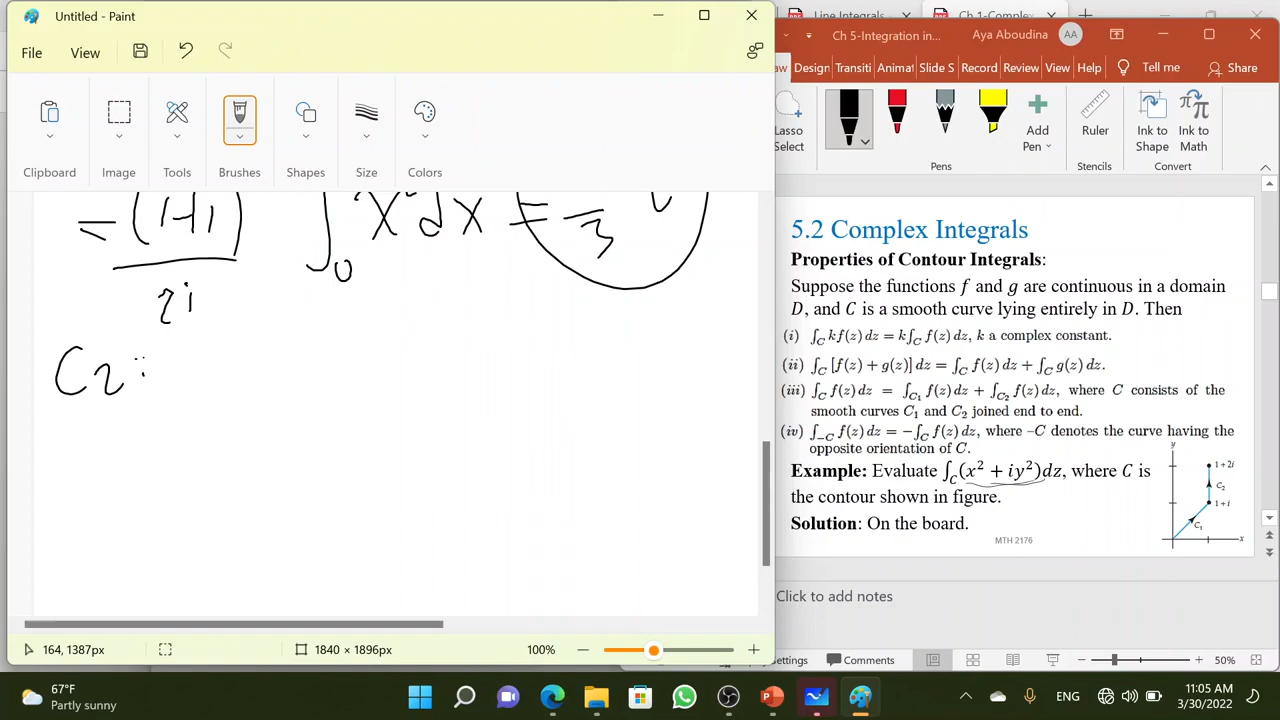 Untitled - Paint
File View
Clipboard Image Tools Brushes Shapes Size Colors
= (1+i) ∫ x² dx = — i
0 3
2i
C2:
164, 1387px 1840 × 1896px 100%
Line Integrals Ch 1-Comple
Ch 5-Integration in... Aya Aboudina AA
aw Design Transiti Animat Slide S Record Review View Help Tell me Share
Lasso Select Add Pen Ruler Ink to Shape Ink to Math
Pens Stencils Convert
5.2 Complex Integrals
Properties of Contour Integrals:
Suppose the functions f and g are continuous in a domain
D, and C is a smooth curve lying entirely in D. Then
(i) ∫_C kf(z) dz = k∫_C f(z) dz, k a complex constant.
(ii) ∫_C [f(z) + g(z)] dz = ∫_C f(z) dz + ∫_C g(z) dz.
(iii) ∫_C f(z) dz = ∫_C₁ f(z) dz + ∫_C₂ f(z) dz, where C consists of the
smooth curves C₁ and C₂ joined end to end.
(iv) ∫_−C f(z) dz = −∫_C f(z) dz, where −C denotes the curve having the
opposite orientation of C.
Example: Evaluate ∫_C(x² + iy²)dz, where C is
the contour shown in figure.
Solution: On the board.
y
1 + 2i
C₂
1 + i
C₁
x
MTH 2176
Click to add notes
ettings Comments 50%
67°F
Partly sunny
ENG
11:05 AM
3/30/2022